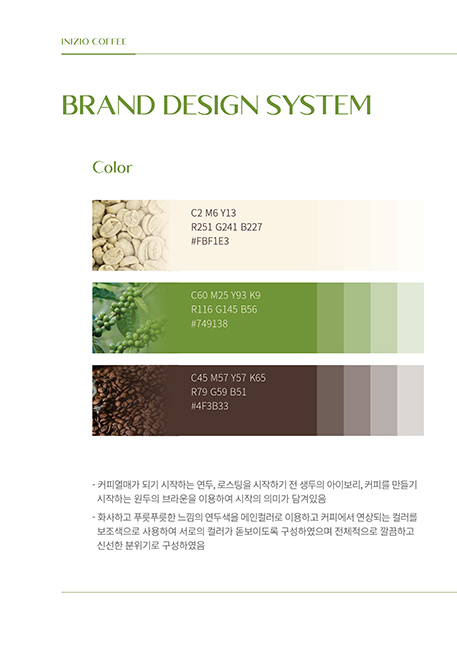 INIZIO COFFEE
BRAND DESIGN SYSTEM
Color
C2 M6 Y13
R251 G241 B227
#FBF1E3
C60 M25 Y93 K9
R116 G145 B56
#749138
C45 M57 Y57 K65
R79 G59 B51
#4F3B33
- 커피열매가 되기 시작하는 연두, 로스팅을 시작하기 전 생두의 아이보리, 커피를 만들기
시작하는 원두의 브라운을 이용하여 시작의 의미가 담겨있음
- 화사하고 푸릇푸릇한 느낌의 연두색을 메인컬러로 이용하고 커피에서 연상되는 컬러를
보조색으로 사용하여 서로의 컬러가 돋보이도록 구성하였으며 전체적으로 깔끔하고
신선한 분위기로 구성하였음